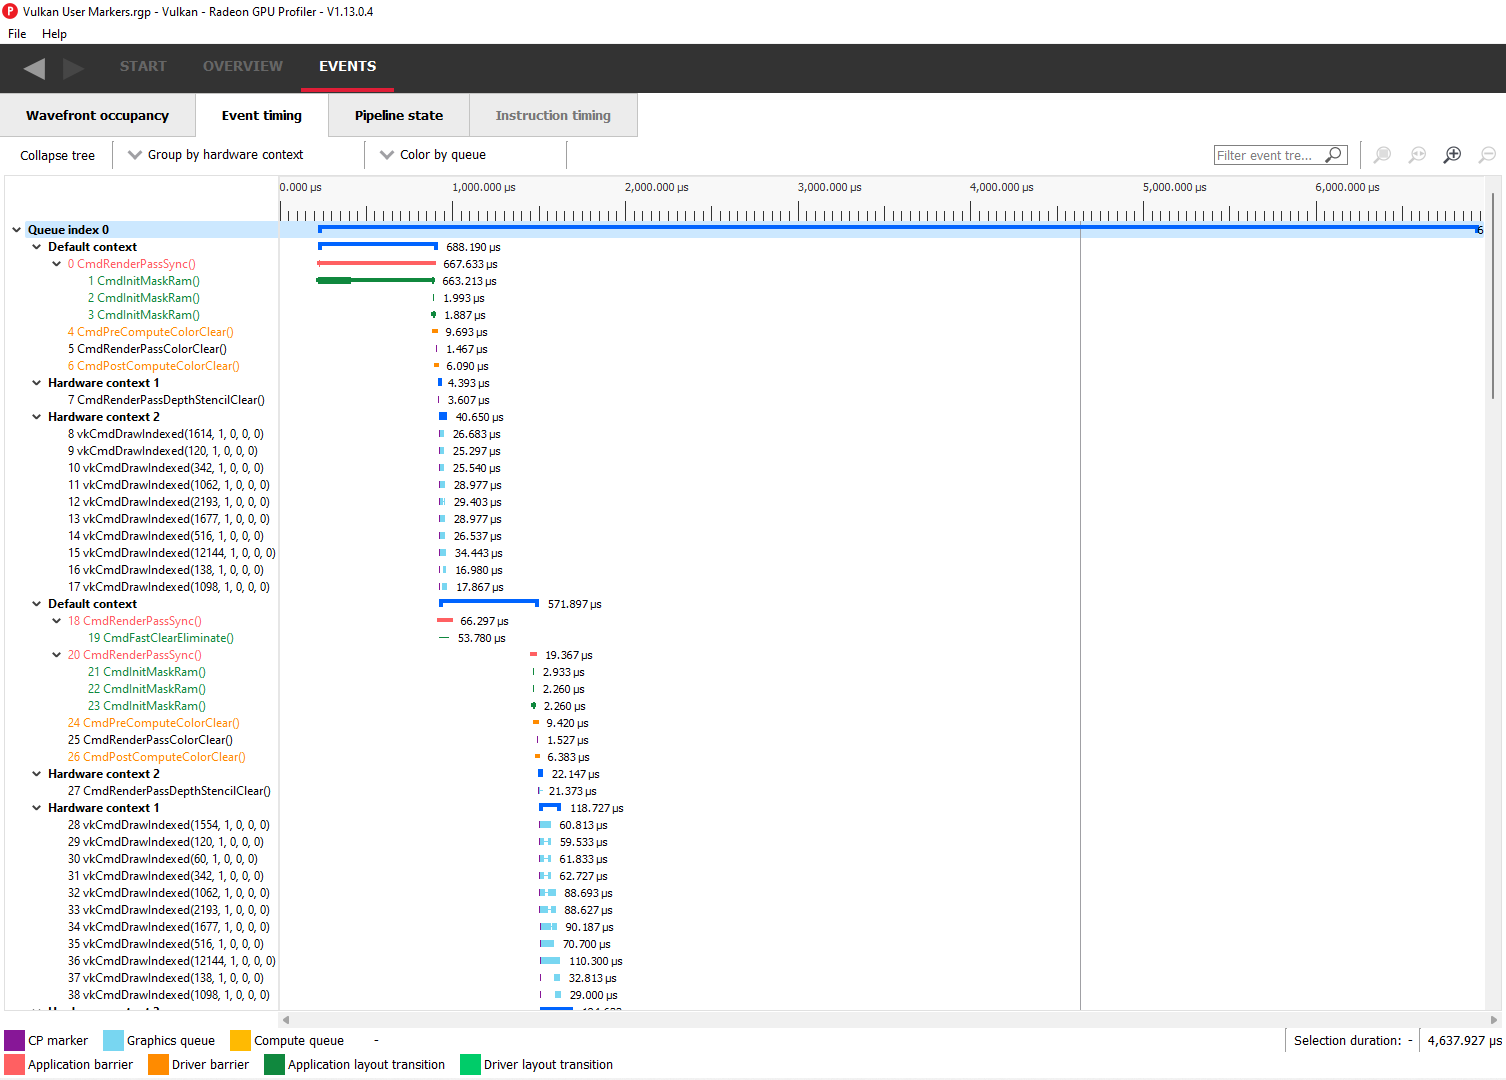 Vulkan User Markers.rgp - Vulkan - Radeon GPU Profiler - V1.13.0.4
File Help
START OVERVIEW EVENTS
Wavefront occupancy Event timing Pipeline state Instruction timing
Collapse tree Group by hardware context Color by queue Filter event tre...
0.000 µs 1,000.000 µs 2,000.000 µs 3,000.000 µs 4,000.000 µs 5,000.000 µs 6,000.000 µs
Queue index 0 6
Default context 688.190 µs
0 CmdRenderPassSync() 667.633 µs
1 CmdInitMaskRam() 663.213 µs
2 CmdInitMaskRam() 1.993 µs
3 CmdInitMaskRam() 1.887 µs
4 CmdPreComputeColorClear() 9.693 µs
5 CmdRenderPassColorClear() 1.467 µs
6 CmdPostComputeColorClear() 6.090 µs
Hardware context 1 4.393 µs
7 CmdRenderPassDepthStencilClear() 3.607 µs
Hardware context 2 40.650 µs
8 vkCmdDrawIndexed(1614, 1, 0, 0, 0) 26.683 µs
9 vkCmdDrawIndexed(120, 1, 0, 0, 0) 25.297 µs
10 vkCmdDrawIndexed(342, 1, 0, 0, 0) 25.540 µs
11 vkCmdDrawIndexed(1062, 1, 0, 0, 0) 28.977 µs
12 vkCmdDrawIndexed(2193, 1, 0, 0, 0) 29.403 µs
13 vkCmdDrawIndexed(1677, 1, 0, 0, 0) 28.977 µs
14 vkCmdDrawIndexed(516, 1, 0, 0, 0) 26.537 µs
15 vkCmdDrawIndexed(12144, 1, 0, 0, 0) 34.443 µs
16 vkCmdDrawIndexed(138, 1, 0, 0, 0) 16.980 µs
17 vkCmdDrawIndexed(1098, 1, 0, 0, 0) 17.867 µs
Default context 571.897 µs
18 CmdRenderPassSync() 66.297 µs
19 CmdFastClearEliminate() 53.780 µs
20 CmdRenderPassSync() 19.367 µs
21 CmdInitMaskRam() 2.933 µs
22 CmdInitMaskRam() 2.260 µs
23 CmdInitMaskRam() 2.260 µs
24 CmdPreComputeColorClear() 9.420 µs
25 CmdRenderPassColorClear() 1.527 µs
26 CmdPostComputeColorClear() 6.383 µs
Hardware context 2 22.147 µs
27 CmdRenderPassDepthStencilClear() 21.373 µs
Hardware context 1 118.727 µs
28 vkCmdDrawIndexed(1554, 1, 0, 0, 0) 60.813 µs
29 vkCmdDrawIndexed(120, 1, 0, 0, 0) 59.533 µs
30 vkCmdDrawIndexed(60, 1, 0, 0, 0) 61.833 µs
31 vkCmdDrawIndexed(342, 1, 0, 0, 0) 62.727 µs
32 vkCmdDrawIndexed(1062, 1, 0, 0, 0) 88.693 µs
33 vkCmdDrawIndexed(2193, 1, 0, 0, 0) 88.627 µs
34 vkCmdDrawIndexed(1677, 1, 0, 0, 0) 90.187 µs
35 vkCmdDrawIndexed(516, 1, 0, 0, 0) 70.700 µs
36 vkCmdDrawIndexed(12144, 1, 0, 0, 0) 110.300 µs
37 vkCmdDrawIndexed(138, 1, 0, 0, 0) 32.813 µs
38 vkCmdDrawIndexed(1098, 1, 0, 0, 0) 29.000 µs
CP marker Graphics queue Compute queue - Selection duration: - 4,637.927 µs
Application barrier Driver barrier Application layout transition Driver layout transition